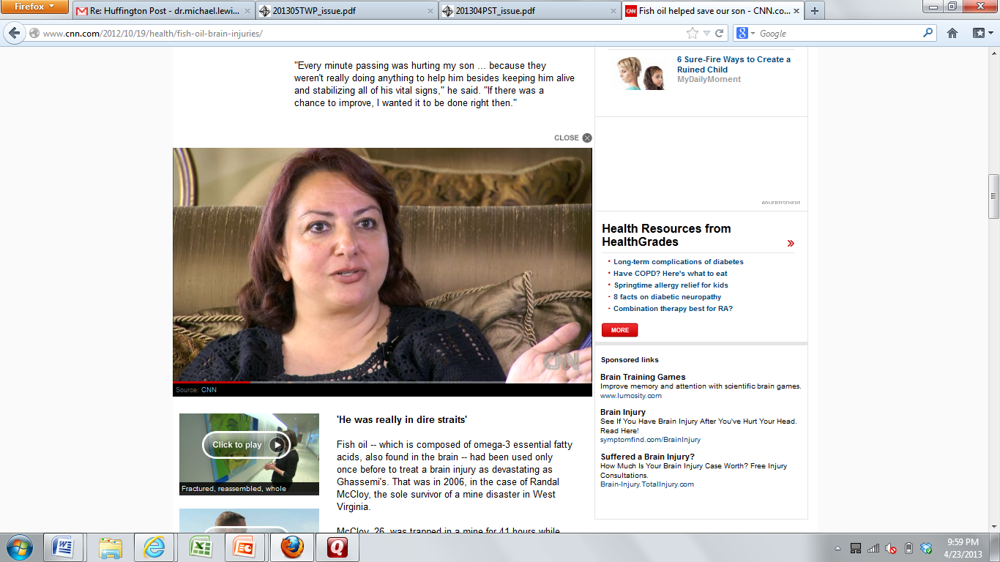 Firefox
Re: Huffington Post - dr.michael.lewi...
201305TWP_issue.pdf
201304PST_issue.pdf
Fish oil helped save our son - CNN.co...
www.cnn.com/2012/10/19/health/fish-oil-brain-injuries/
Google
"Every minute passing was hurting my son ... because they
weren't really doing anything to help him besides keeping him alive
and stabilizing all of his vital signs," he said. "If there was a
chance to improve, I wanted it to be done right then."
CLOSE
CNN
Source: CNN
Click to play
Fractured, reassembled, whole
'He was really in dire straits'
Fish oil -- which is composed of omega-3 essential fatty
acids, also found in the brain -- had been used only
once before to treat a brain injury as devastating as
Ghassemi's. That was in 2006, in the case of Randal
McCloy, the sole survivor of a mine disaster in West
Virginia.
McCloy, 26, was trapped in a mine for 41 hours while
6 Sure-Fire Ways to Create a
Ruined Child
MyDailyMoment
ADVERTISEMENT
Health Resources from
HealthGrades
Long-term complications of diabetes
Have COPD? Here's what to eat
Springtime allergy relief for kids
8 facts on diabetic neuropathy
Combination therapy best for RA?
MORE
Sponsored links
Brain Training Games
Improve memory and attention with scientific brain games.
www.lumosity.com
Brain Injury
See If You Have Brain Injury After You've Hurt Your Head.
Read Here!
symptomfind.com/BrainInjury
Suffered a Brain Injury?
How Much Is Your Brain Injury Case Worth? Free Injury
Consultations.
Brain-Injury.TotalInjury.com
9:59 PM
4/23/2013